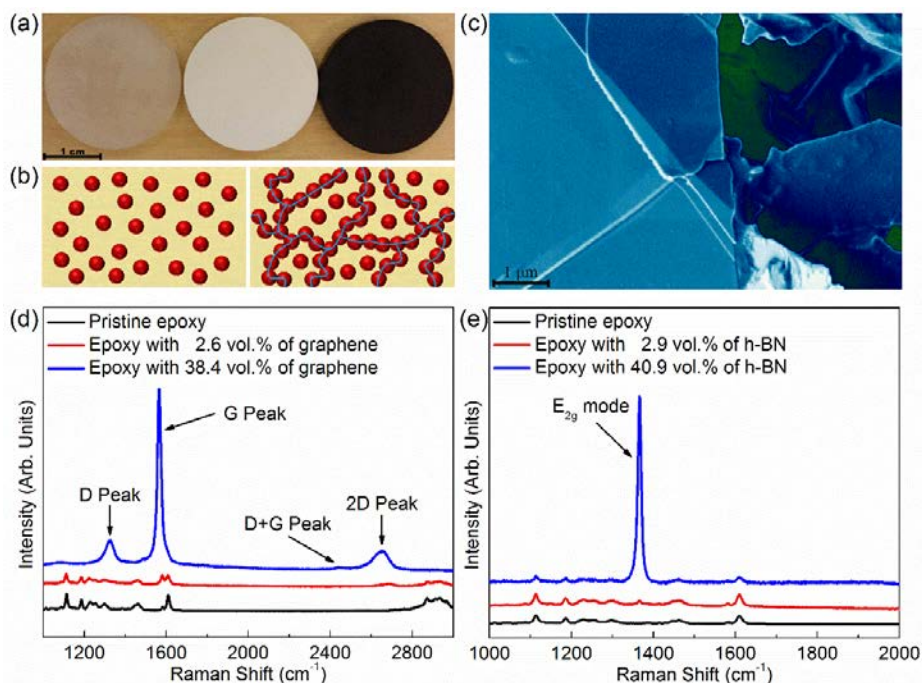 (a)
1 cm
(b)
(c)
1 μm
(d)
Pristine epoxy
Epoxy with 2.6 vol.% of graphene
Epoxy with 38.4 vol.% of graphene
G Peak
D Peak
D+G Peak
2D Peak
Intensity (Arb. Units)
1200 1600 2000 2400 2800
Raman Shift (cm⁻¹)
(e)
Pristine epoxy
Epoxy with 2.9 vol.% of h-BN
Epoxy with 40.9 vol.% of h-BN
E₂g mode
Intensity (Arb. Units)
1000 1200 1400 1600 1800 2000
Raman Shift (cm⁻¹)